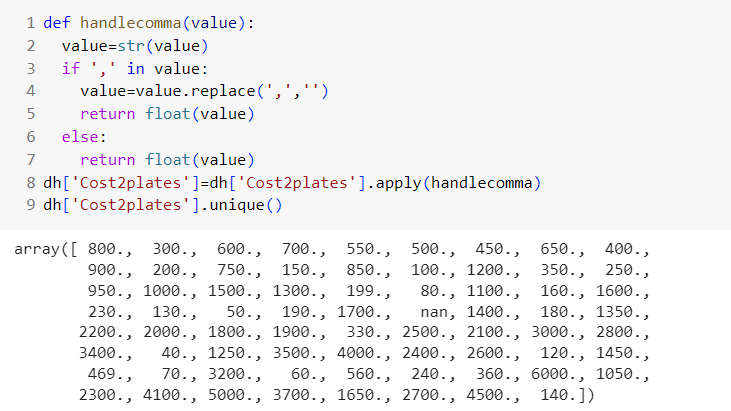 1 def handlecomma(value):
2   value=str(value)
3   if ',' in value:
4     value=value.replace(',','')
5     return float(value)
6   else:
7     return float(value)
8 dh['Cost2plates']=dh['Cost2plates'].apply(handlecomma)
9 dh['Cost2plates'].unique()
array([ 800.,  300.,  600.,  700.,  550.,  500.,  450.,  650.,  400.,
        900.,  200.,  750.,  150.,  850.,  100., 1200.,  350.,  250.,
        950., 1000., 1500., 1300.,  199.,   80., 1100.,  160., 1600.,
        230.,  130.,   50.,  190., 1700.,   nan, 1400.,  180., 1350.,
       2200., 2000., 1800., 1900.,  330., 2500., 2100., 3000., 2800.,
       3400.,   40., 1250., 3500., 4000., 2400., 2600.,  120., 1450.,
        469.,   70., 3200.,   60.,  560.,  240.,  360., 6000., 1050.,
       2300., 4100., 5000., 3700., 1650., 2700., 4500.,  140.])